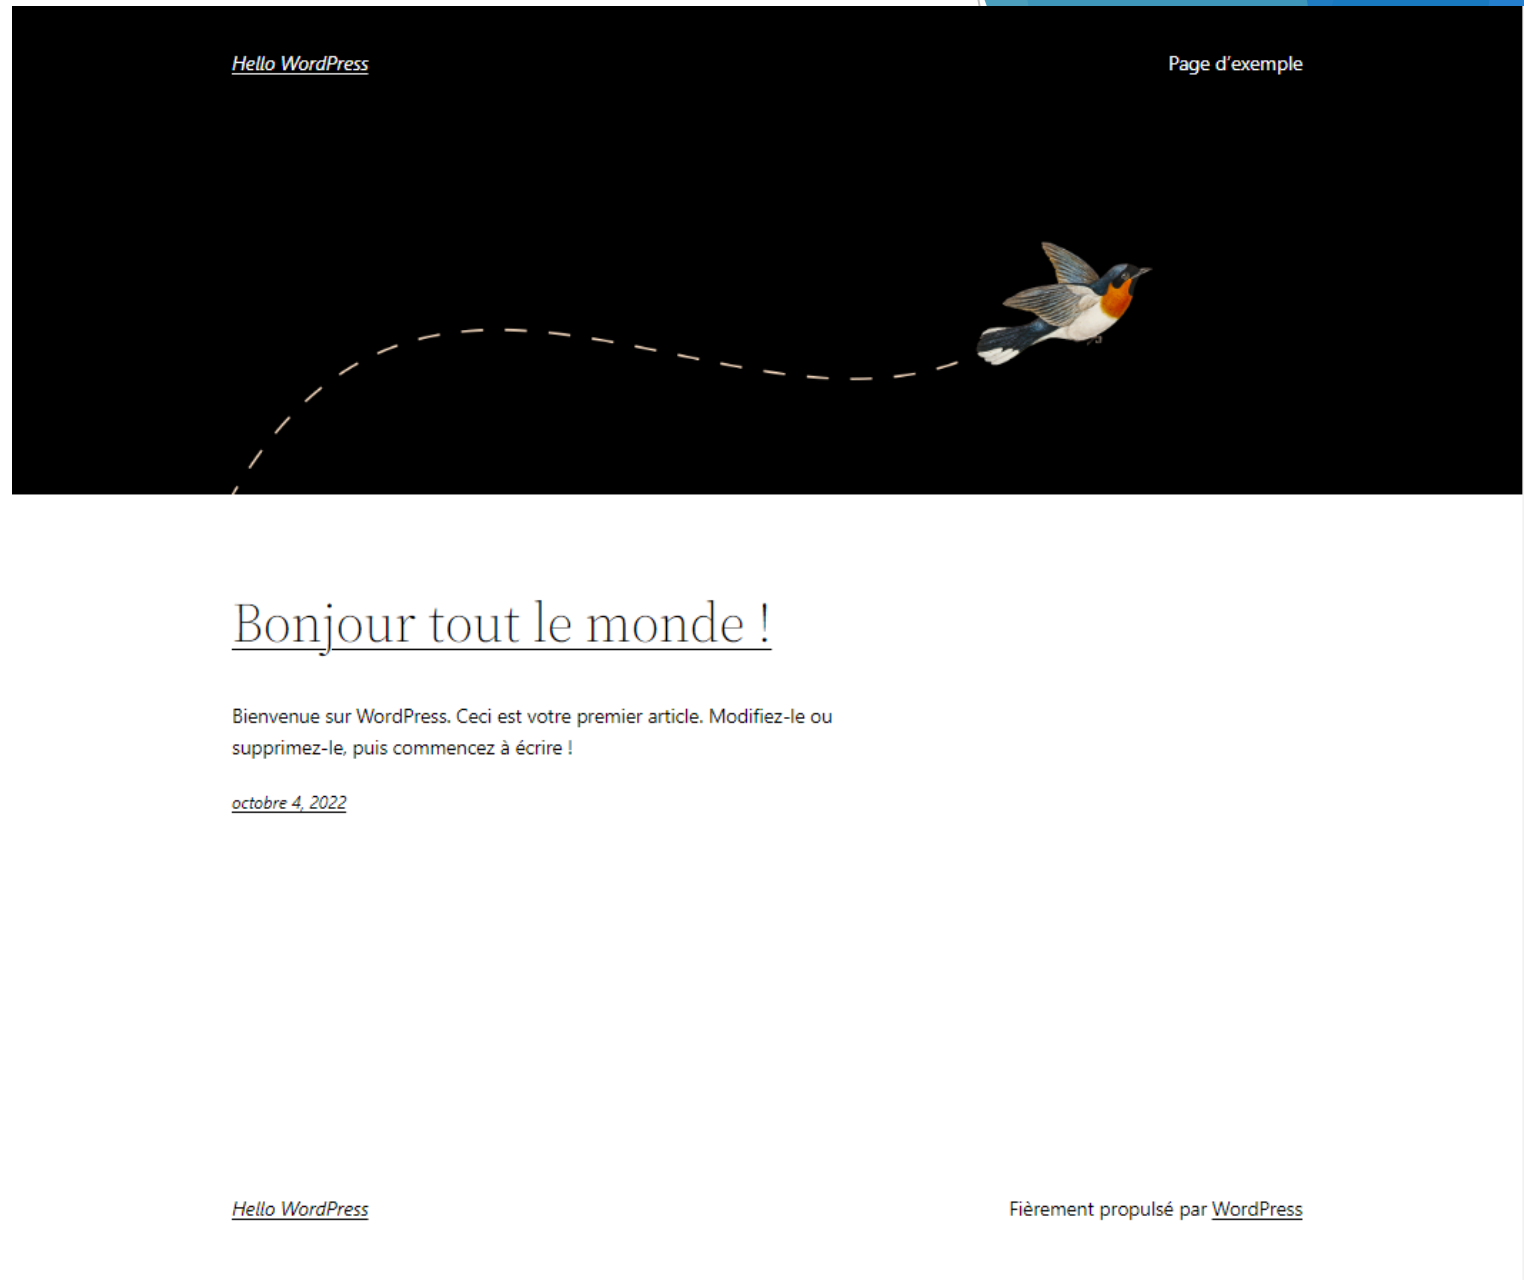 Hello WordPress
Page d’exemple
Bonjour tout le monde !
Bienvenue sur WordPress. Ceci est votre premier article. Modifiez-le ou
supprimez-le, puis commencez à écrire !
octobre 4, 2022
Hello WordPress
Fièrement propulsé par WordPress